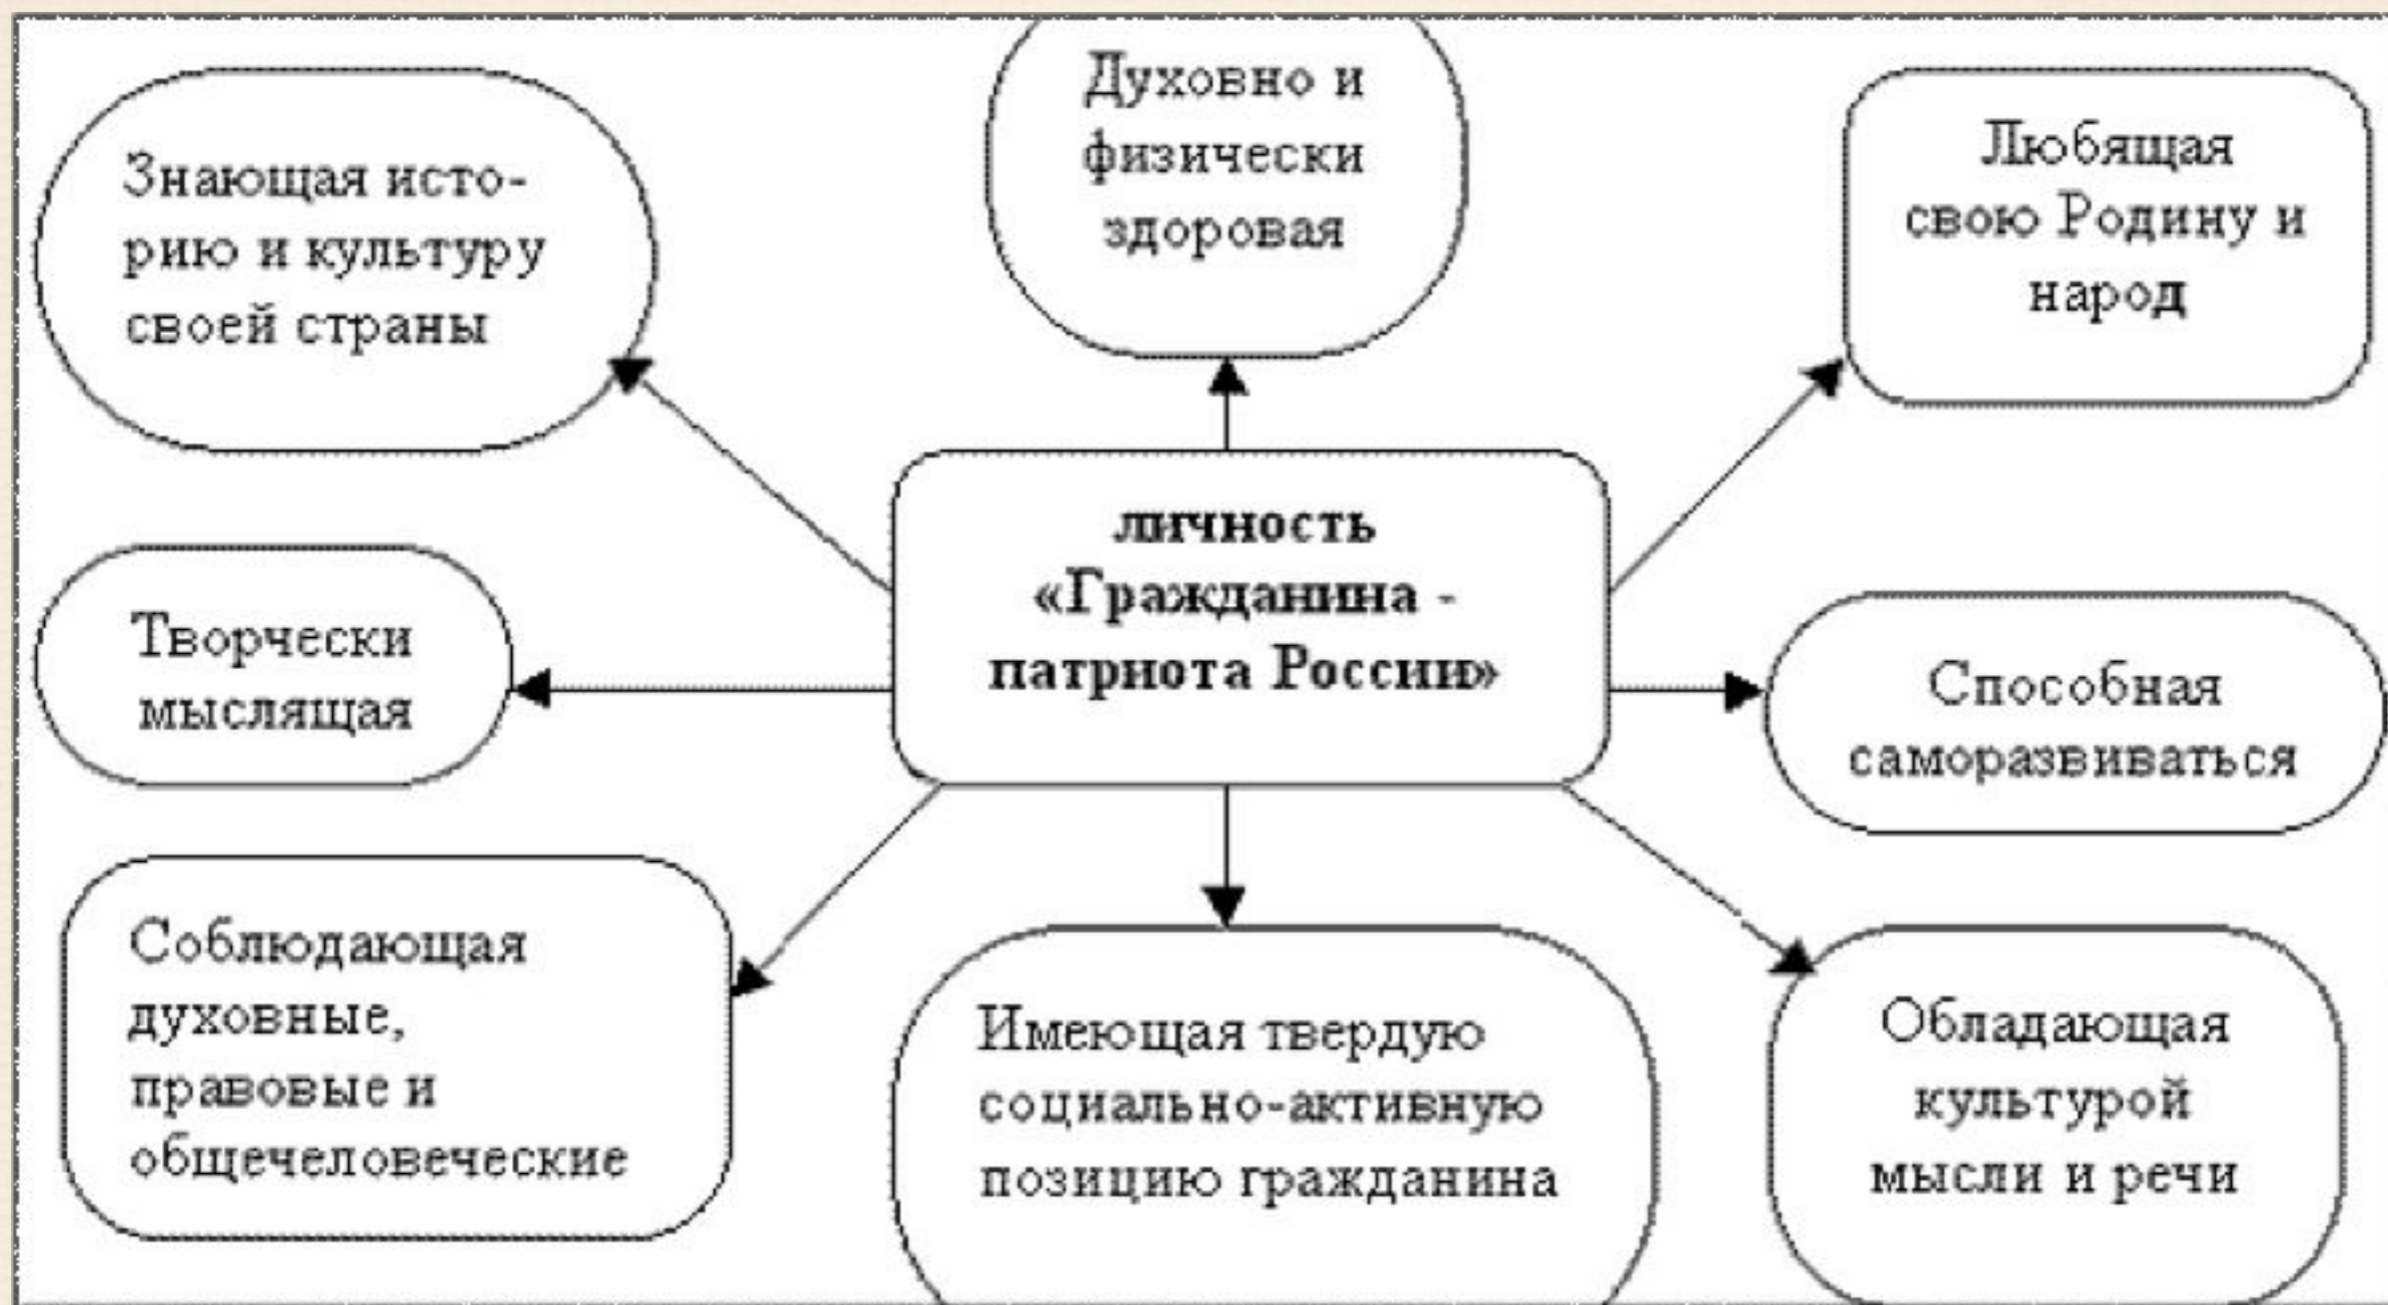 Духовно и
физически
здоровая
Знающая исто-
рию и культуру
своей страны
Любящая
свою Родину и
народ
личность
«Гражданина -
патриота России»
Творчески
мыслящая
Способная
саморазвиваться
Соблюдающая
духовные,
правовые и
общечеловеческие
Имеющая твердую
социально-активную
позицию гражданина
Обладающая
культурой
мысли и речи